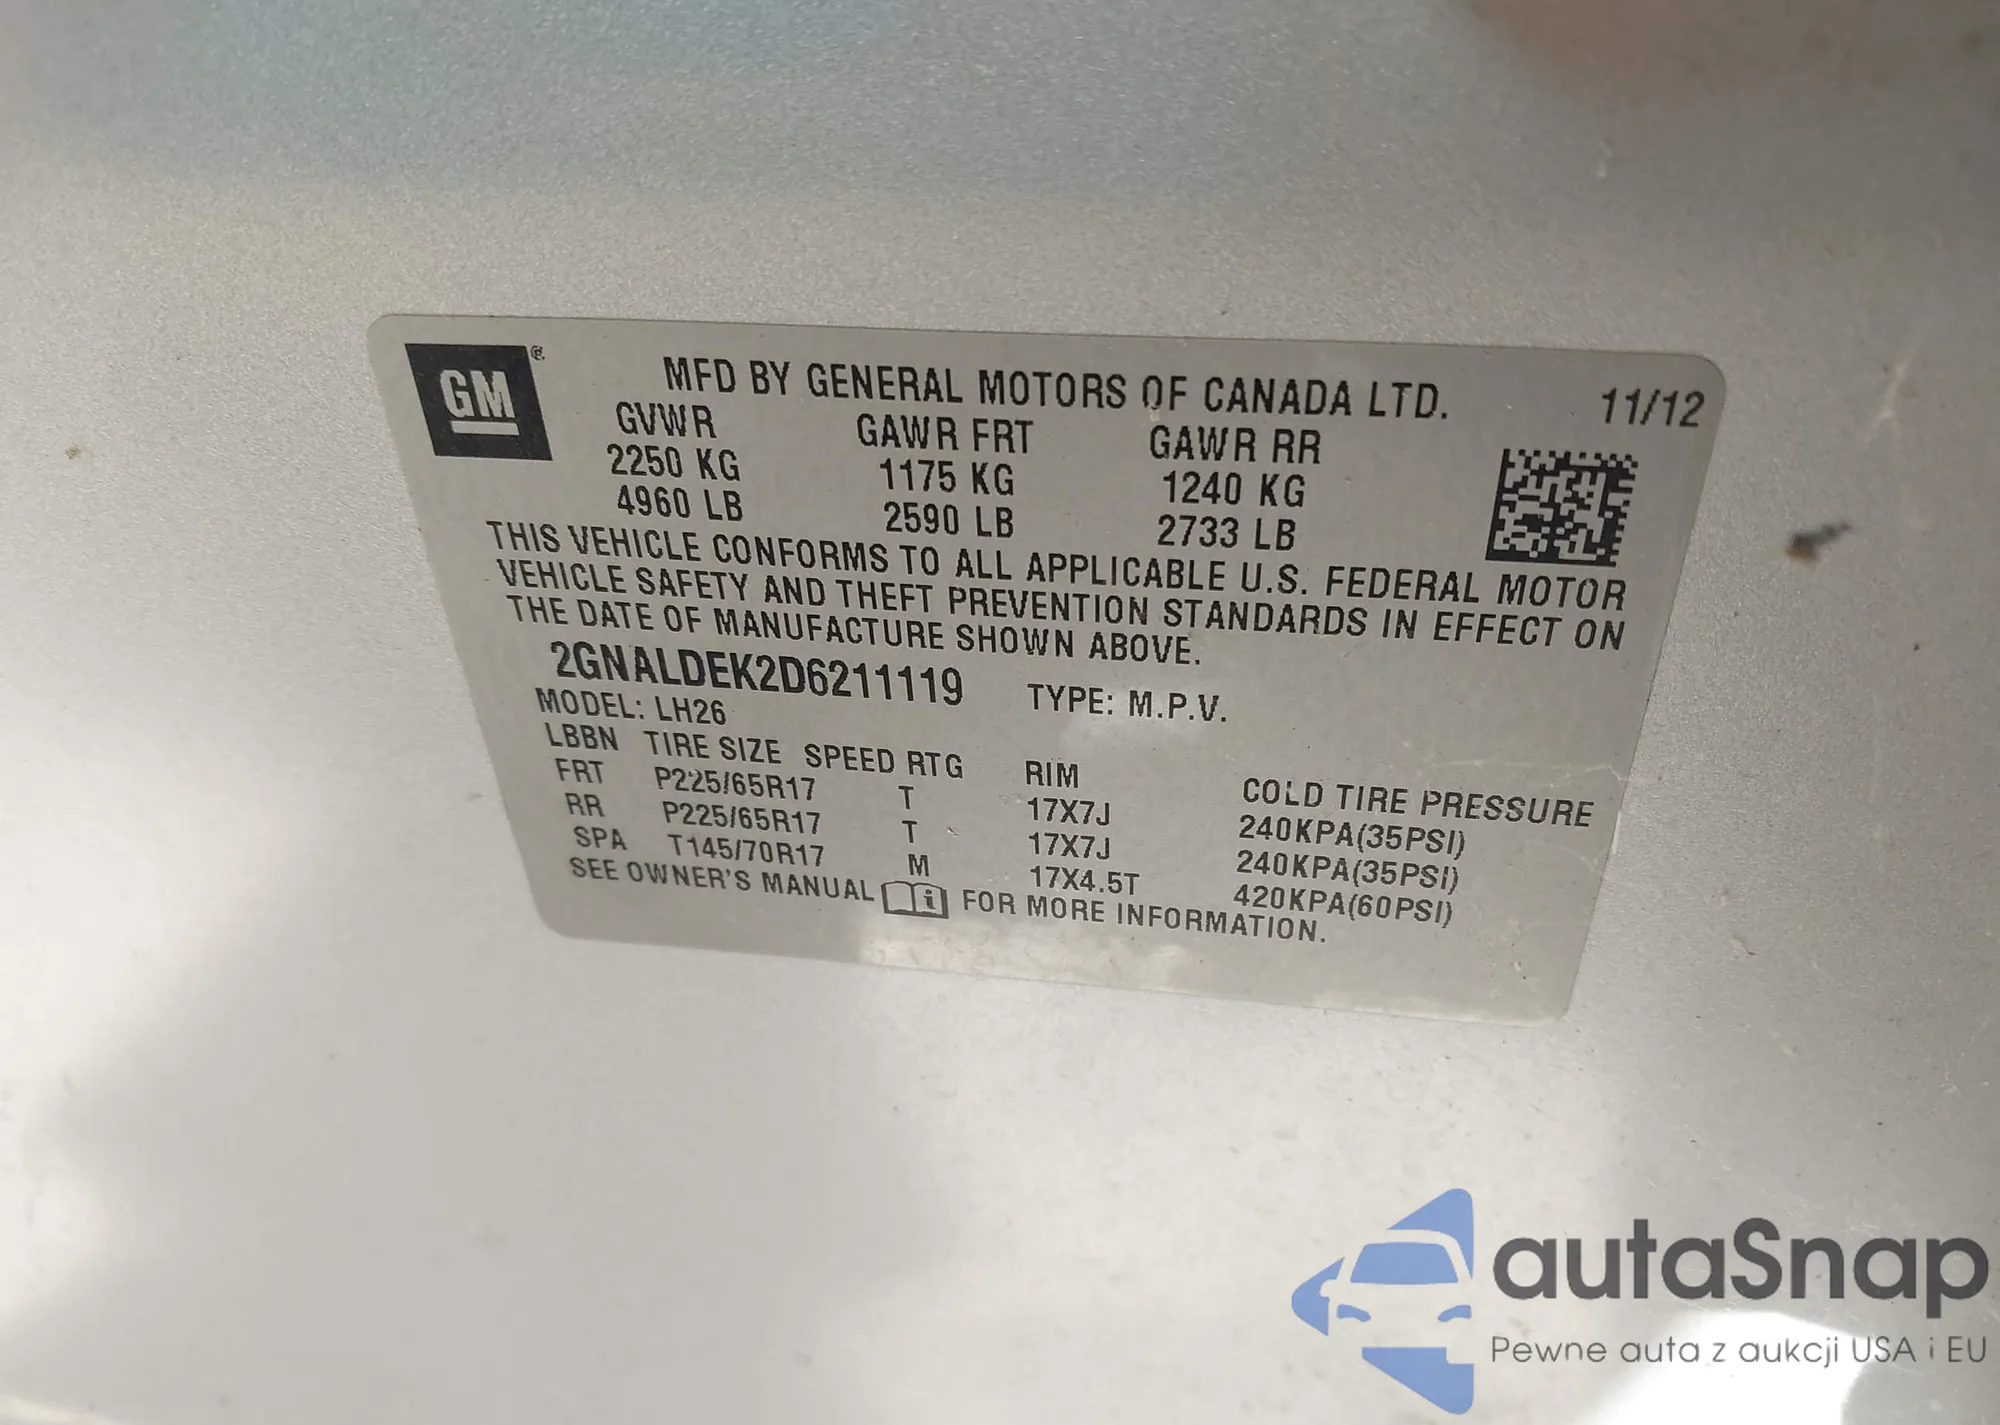 GM®
MFD BY GENERAL MOTORS OF CANADA LTD. 11/12
GVWR GAWR FRT GAWR RR
2250 KG 1175 KG 1240 KG
4960 LB 2590 LB 2733 LB
THIS VEHICLE CONFORMS TO ALL APPLICABLE U.S. FEDERAL MOTOR
VEHICLE SAFETY AND THEFT PREVENTION STANDARDS IN EFFECT ON
THE DATE OF MANUFACTURE SHOWN ABOVE.
2GNALDEK2D6211119 TYPE: M.P.V.
MODEL: LH26
LBBN TIRE SIZE SPEED RTG RIM COLD TIRE PRESSURE
FRT P225/65R17 T 17X7J 240KPA(35PSI)
RR P225/65R17 T 17X7J 240KPA(35PSI)
SPA T145/70R17 M 17X4.5T 420KPA(60PSI)
SEE OWNER'S MANUAL FOR MORE INFORMATION.
autaSnap
Pewne auta z aukcji USA i EU